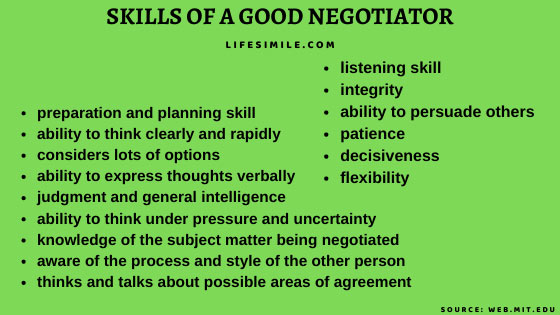 SKILLS OF A GOOD NEGOTIATOR
LIFESIMILE.COM
• listening skill
• integrity
• ability to persuade others
• patience
• decisiveness
• flexibility
• preparation and planning skill
• ability to think clearly and rapidly
• considers lots of options
• ability to express thoughts verbally
• judgment and general intelligence
• ability to think under pressure and uncertainty
• knowledge of the subject matter being negotiated
• aware of the process and style of the other person
• thinks and talks about possible areas of agreement
SOURCE: WEB.MIT.EDU